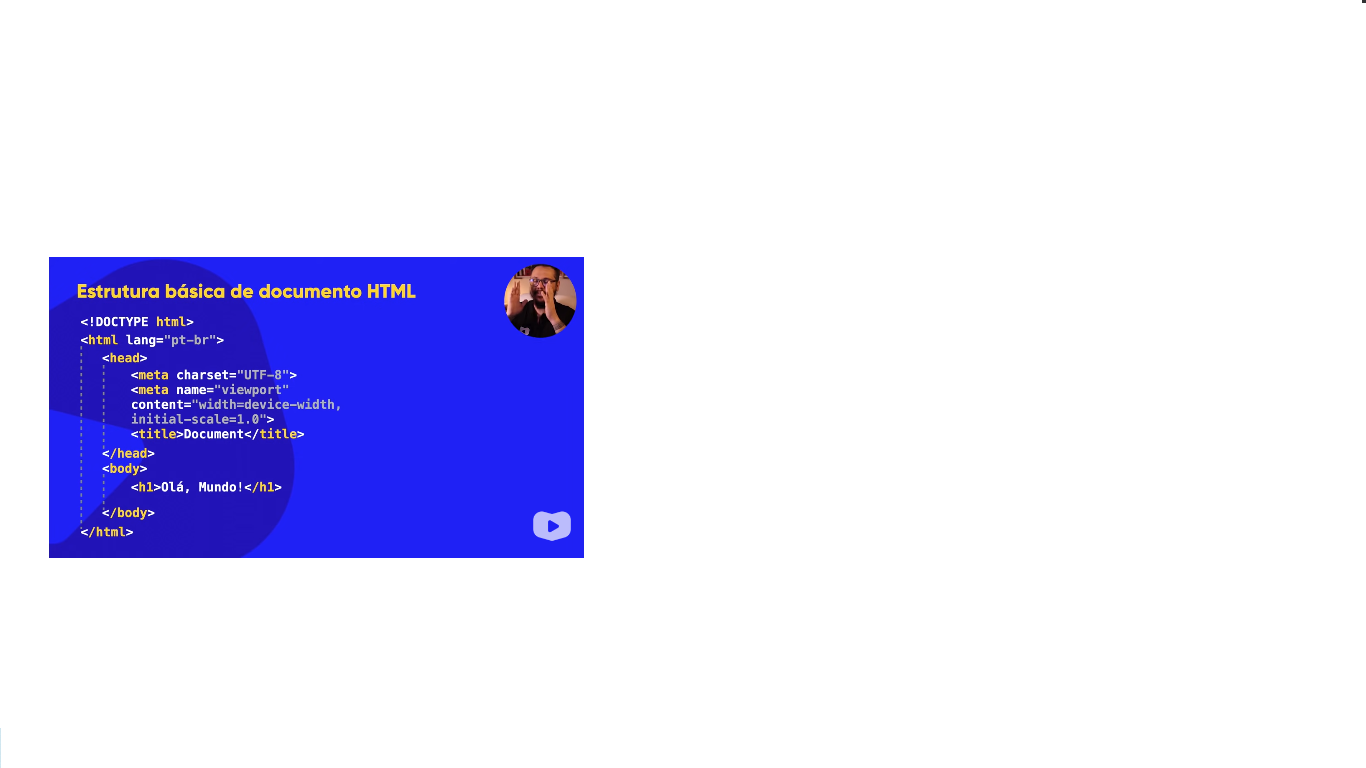 Estrutura básica de documento HTML
<!DOCTYPE html>
<html lang="pt-br">
<head>
<meta charset="UTF-8">
<meta name="viewport"
content="width=device-width,
initial-scale=1.0">
<title>Document</title>
</head>
<body>
<h1>Olá, Mundo!</h1>
</body>
</html>